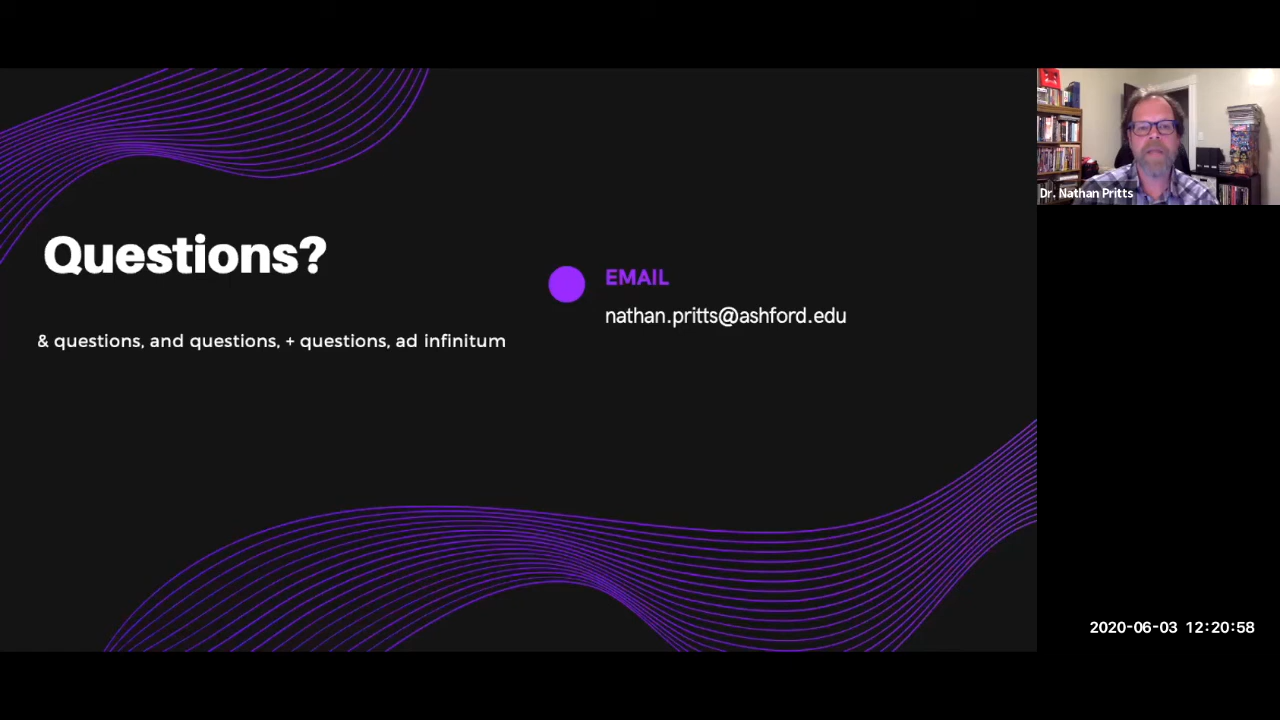 Questions?
& questions, and questions, + questions, ad infinitum
EMAIL
nathan.pritts@ashford.edu
Dr. Nathan Pritts
2020-06-03 12:20:58